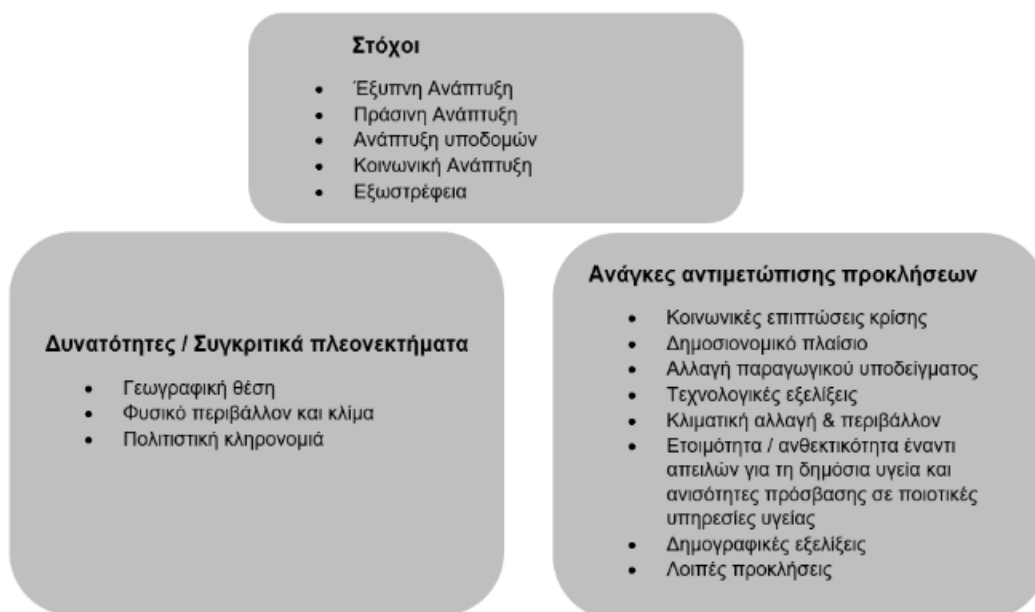 Στόχοι
• Έξυπνη Ανάπτυξη
• Πράσινη Ανάπτυξη
• Ανάπτυξη υποδομών
• Κοινωνική Ανάπτυξη
• Εξωστρέφεια
Δυνατότητες / Συγκριτικά πλεονεκτήματα
• Γεωγραφική θέση
• Φυσικό περιβάλλον και κλίμα
• Πολιτιστική κληρονομιά
Ανάγκες αντιμετώπισης προκλήσεων
• Κοινωνικές επιπτώσεις κρίσης
• Δημοσιονομικό πλαίσιο
• Αλλαγή παραγωγικού υποδείγματος
• Τεχνολογικές εξελίξεις
• Κλιματική αλλαγή & περιβάλλον
• Ετοιμότητα / ανθεκτικότητα έναντι
απειλών για τη δημόσια υγεία και
ανισότητες πρόσβασης σε ποιοτικές
υπηρεσίες υγείας
• Δημογραφικές εξελίξεις
• Λοιπές προκλήσεις